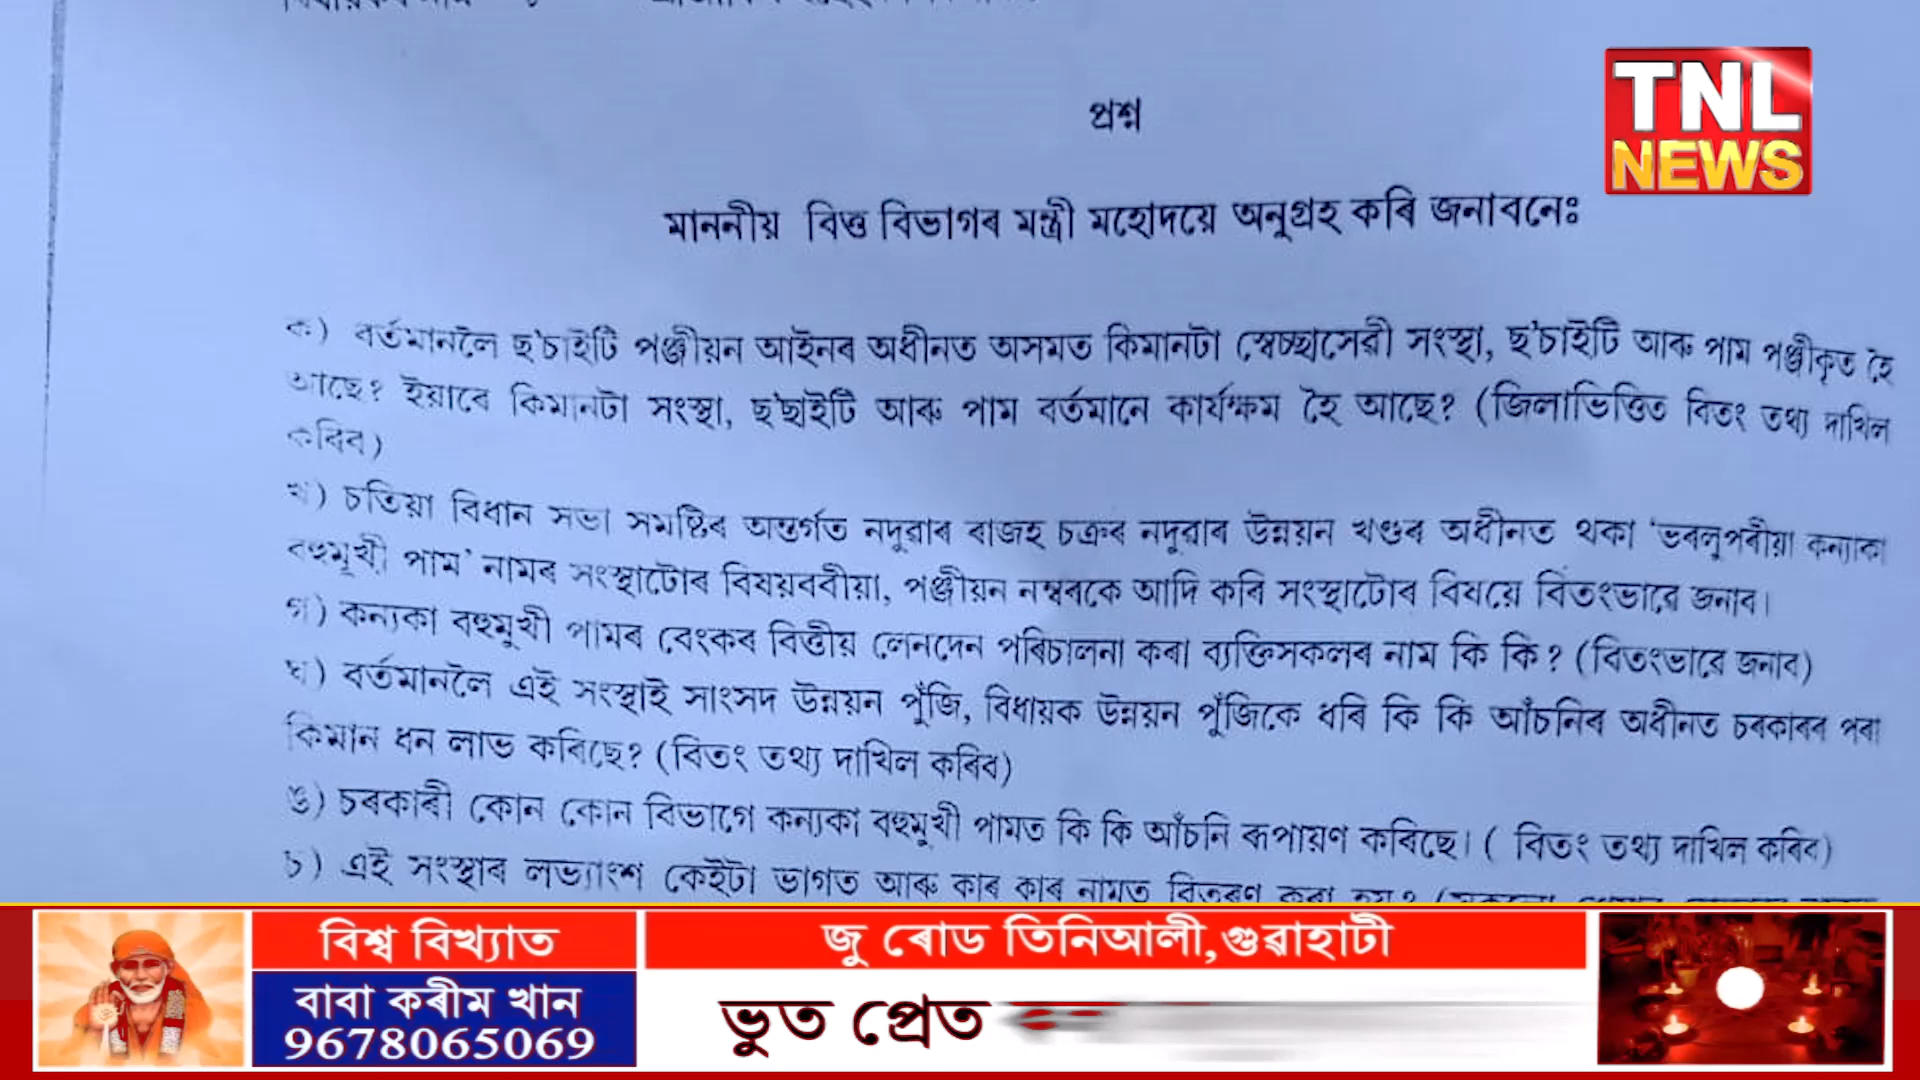 প্ৰশ্ন
TNL
NEWS
মাননীয় বিত্ত বিভাগৰ মন্ত্ৰী মহোদয়ে অনুগ্ৰহ কৰি জনাবনেঃ
ক) বৰ্তমানলৈ ছ'চাইটি পঞ্জীয়ন আইনৰ অধীনত অসমত কিমানটা স্বেচ্ছাসেৱী সংস্থা, ছ'চাইটি আৰু পাম পঞ্জীকৃত হৈ
আছে? ইয়াৰে কিমানটা সংস্থা, ছ'ছাইটি আৰু পাম বৰ্তমানে কাৰ্যক্ষম হৈ আছে? (জিলাভিত্তিত বিতং তথ্য দাখিল
কৰিব)
খ) চতিয়া বিধান সভা সমষ্টিৰ অন্তৰ্গত নদুৱাৰ ৰাজহ চক্ৰৰ নদুৱাৰ উন্নয়ন খণ্ডৰ অধীনত থকা 'ভৰলুপৰীয়া কন্যাকা
বহুমূখী পাম' নামৰ সংস্থাটোৰ বিষয়ববীয়া, পঞ্জীয়ন নম্বৰকে আদি কৰি সংস্থাটোৰ বিষয়ে বিতংভাৱে জনাব।
গ) কন্যকা বহুমুখী পামৰ বেংকৰ বিত্তীয় লেনদেন পৰিচালনা কৰা ব্যক্তিসকলৰ নাম কি কি? (বিতংভাৱে জনাব)
ঘ) বৰ্তমানলৈ এই সংস্থাই সাংসদ উন্নয়ন পুঁজি, বিধায়ক উন্নয়ন পুঁজিকে ধৰি কি কি আঁচনিৰ অধীনত চৰকাৰৰ পৰা
কিমান ধন লাভ কৰিছে? (বিতং তথ্য দাখিল কৰিব)
ঙ) চৰকাৰী কোন কোন বিভাগে কন্যকা বহুমুখী পামত কি কি আঁচনি ৰূপায়ণ কৰিছে। ( বিতং তথ্য দাখিল কৰিব)
চ) এই সংস্থাৰ লভ্যাংশ কেইটা ভাগত আৰু কাৰ কাৰ নামত বিতৰণ কৰা হয়?
বিশ্ব বিখ্যাত
বাবা কৰীম খান
9678065069
জু ৰোড তিনিআলী,গুৱাহাটী
ভুত প্ৰেত